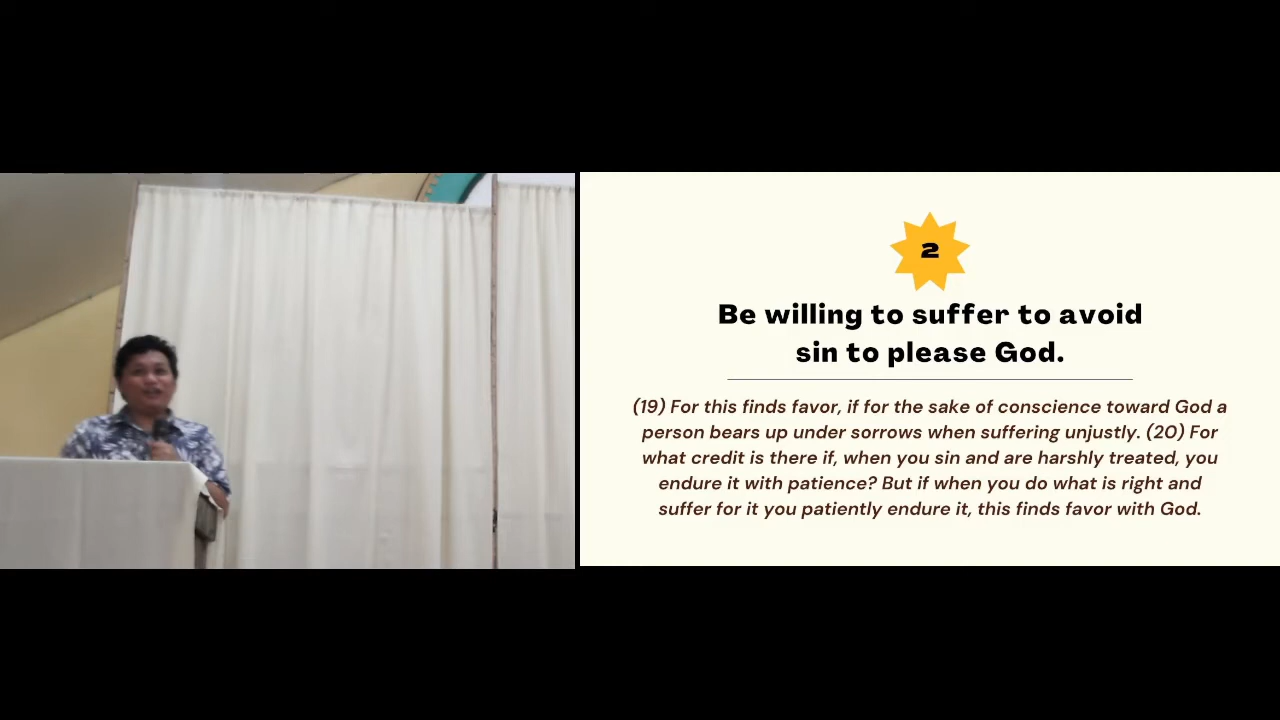 2
Be willing to suffer to avoid
sin to please God.
(19) For this finds favor, if for the sake of conscience toward God a
person bears up under sorrows when suffering unjustly. (20) For
what credit is there if, when you sin and are harshly treated, you
endure it with patience? But if when you do what is right and
suffer for it you patiently endure it, this finds favor with God.